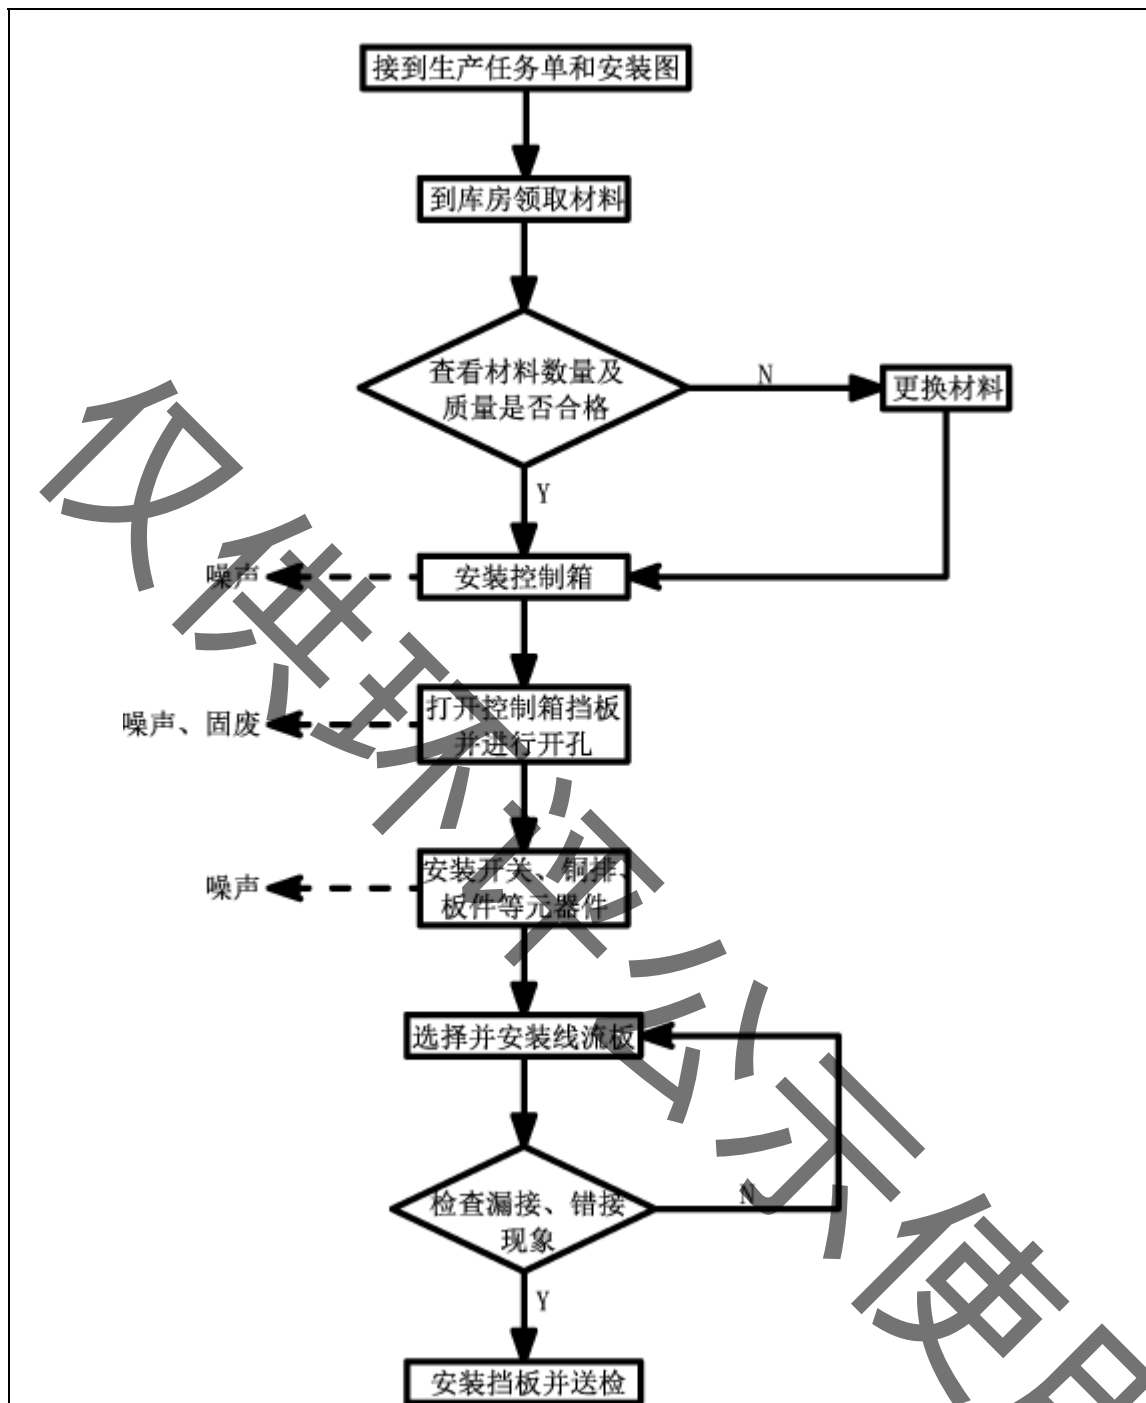 接到生产任务单和安装图
到库房领取材料
查看材料数量及
质量是否合格
N
更换材料
Y
噪声
安装控制箱
打开控制箱挡板
并进行开孔
噪声、固废
安装开关、铜排、
板件等元器件
噪声
选择并安装线流板
检查漏接、错接
现象
N
Y
安装挡板并送检
仅供环评公示使用